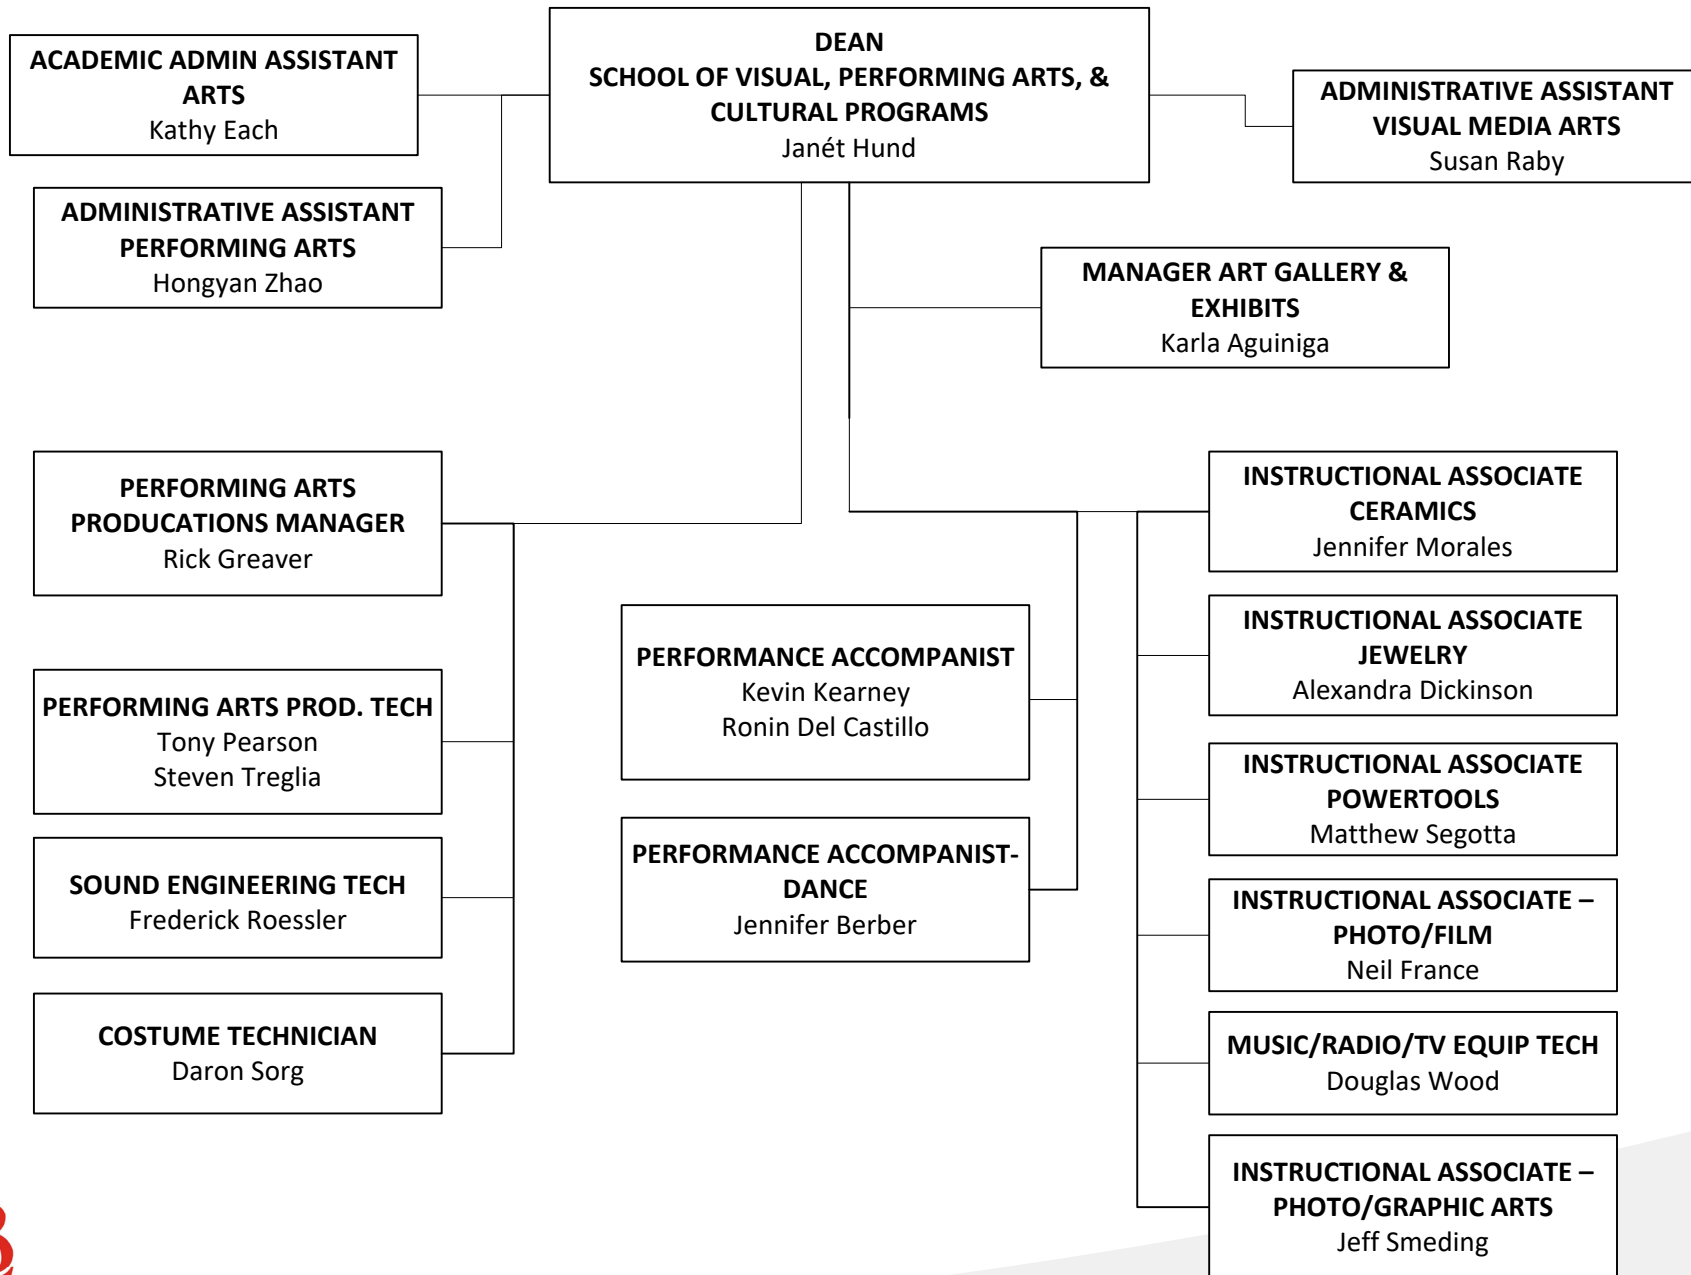 DEAN
SCHOOL OF VISUAL, PERFORMING ARTS, &
CULTURAL PROGRAMS
Janét Hund
ACADEMIC ADMIN ASSISTANT
ARTS
Kathy Each
ADMINISTRATIVE ASSISTANT
VISUAL MEDIA ARTS
Susan Raby
ADMINISTRATIVE ASSISTANT
PERFORMING ARTS
Hongyan Zhao
MANAGER ART GALLERY &
EXHIBITS
Karla Aguiniga
PERFORMING ARTS
PRODUCATIONS MANAGER
Rick Greaver
PERFORMING ARTS PROD. TECH
Tony Pearson
Steven Treglia
SOUND ENGINEERING TECH
Frederick Roessler
COSTUME TECHNICIAN
Daron Sorg
PERFORMANCE ACCOMPANIST
Kevin Kearney
Ronin Del Castillo
PERFORMANCE ACCOMPANIST-
DANCE
Jennifer Berber
INSTRUCTIONAL ASSOCIATE
CERAMICS
Jennifer Morales
INSTRUCTIONAL ASSOCIATE
JEWELRY
Alexandra Dickinson
INSTRUCTIONAL ASSOCIATE
POWERTOOLS
Matthew Segotta
INSTRUCTIONAL ASSOCIATE –
PHOTO/FILM
Neil France
MUSIC/RADIO/TV EQUIP TECH
Douglas Wood
INSTRUCTIONAL ASSOCIATE –
PHOTO/GRAPHIC ARTS
Jeff Smeding